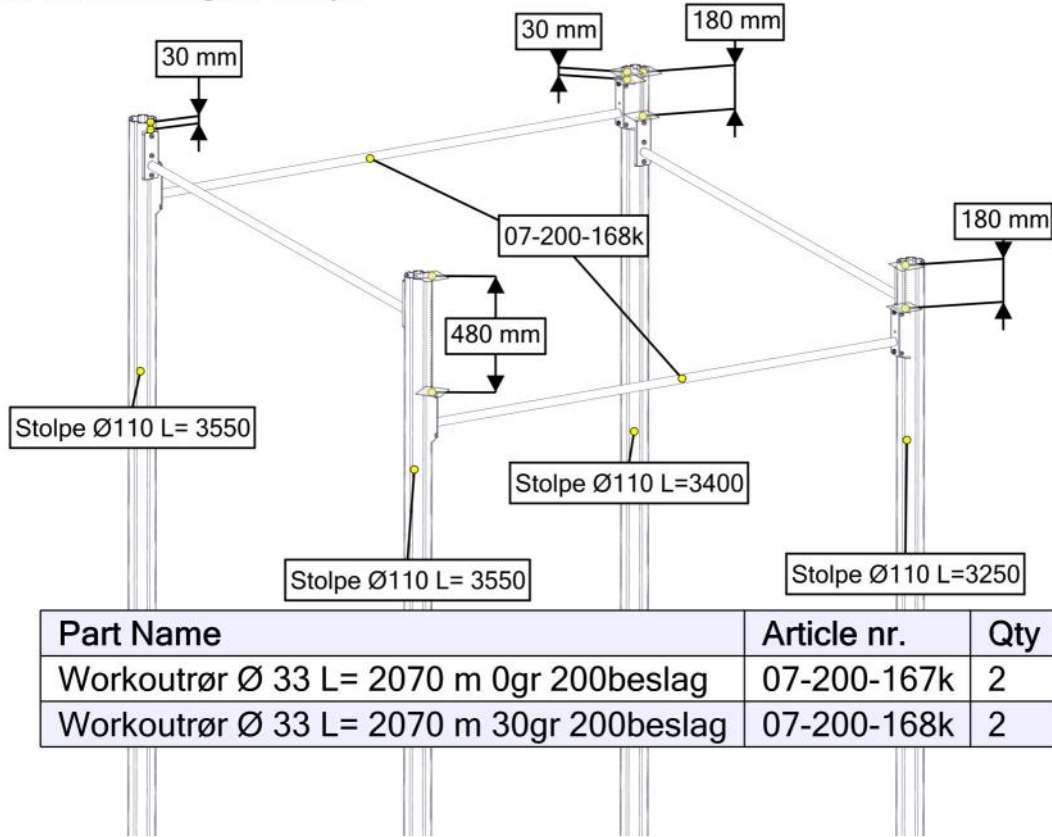 30 mm
180 mm
30 mm
07-200-168k
180 mm
480 mm
Stolpe Ø110 L= 3550
Stolpe Ø110 L=3400
Stolpe Ø110 L= 3550
Stolpe Ø110 L=3250
Part Name Article nr. Qty
Workoutrør Ø 33 L= 2070 m 0gr 200beslag 07-200-167k 2
Workoutrør Ø 33 L= 2070 m 30gr 200beslag 07-200-168k 2